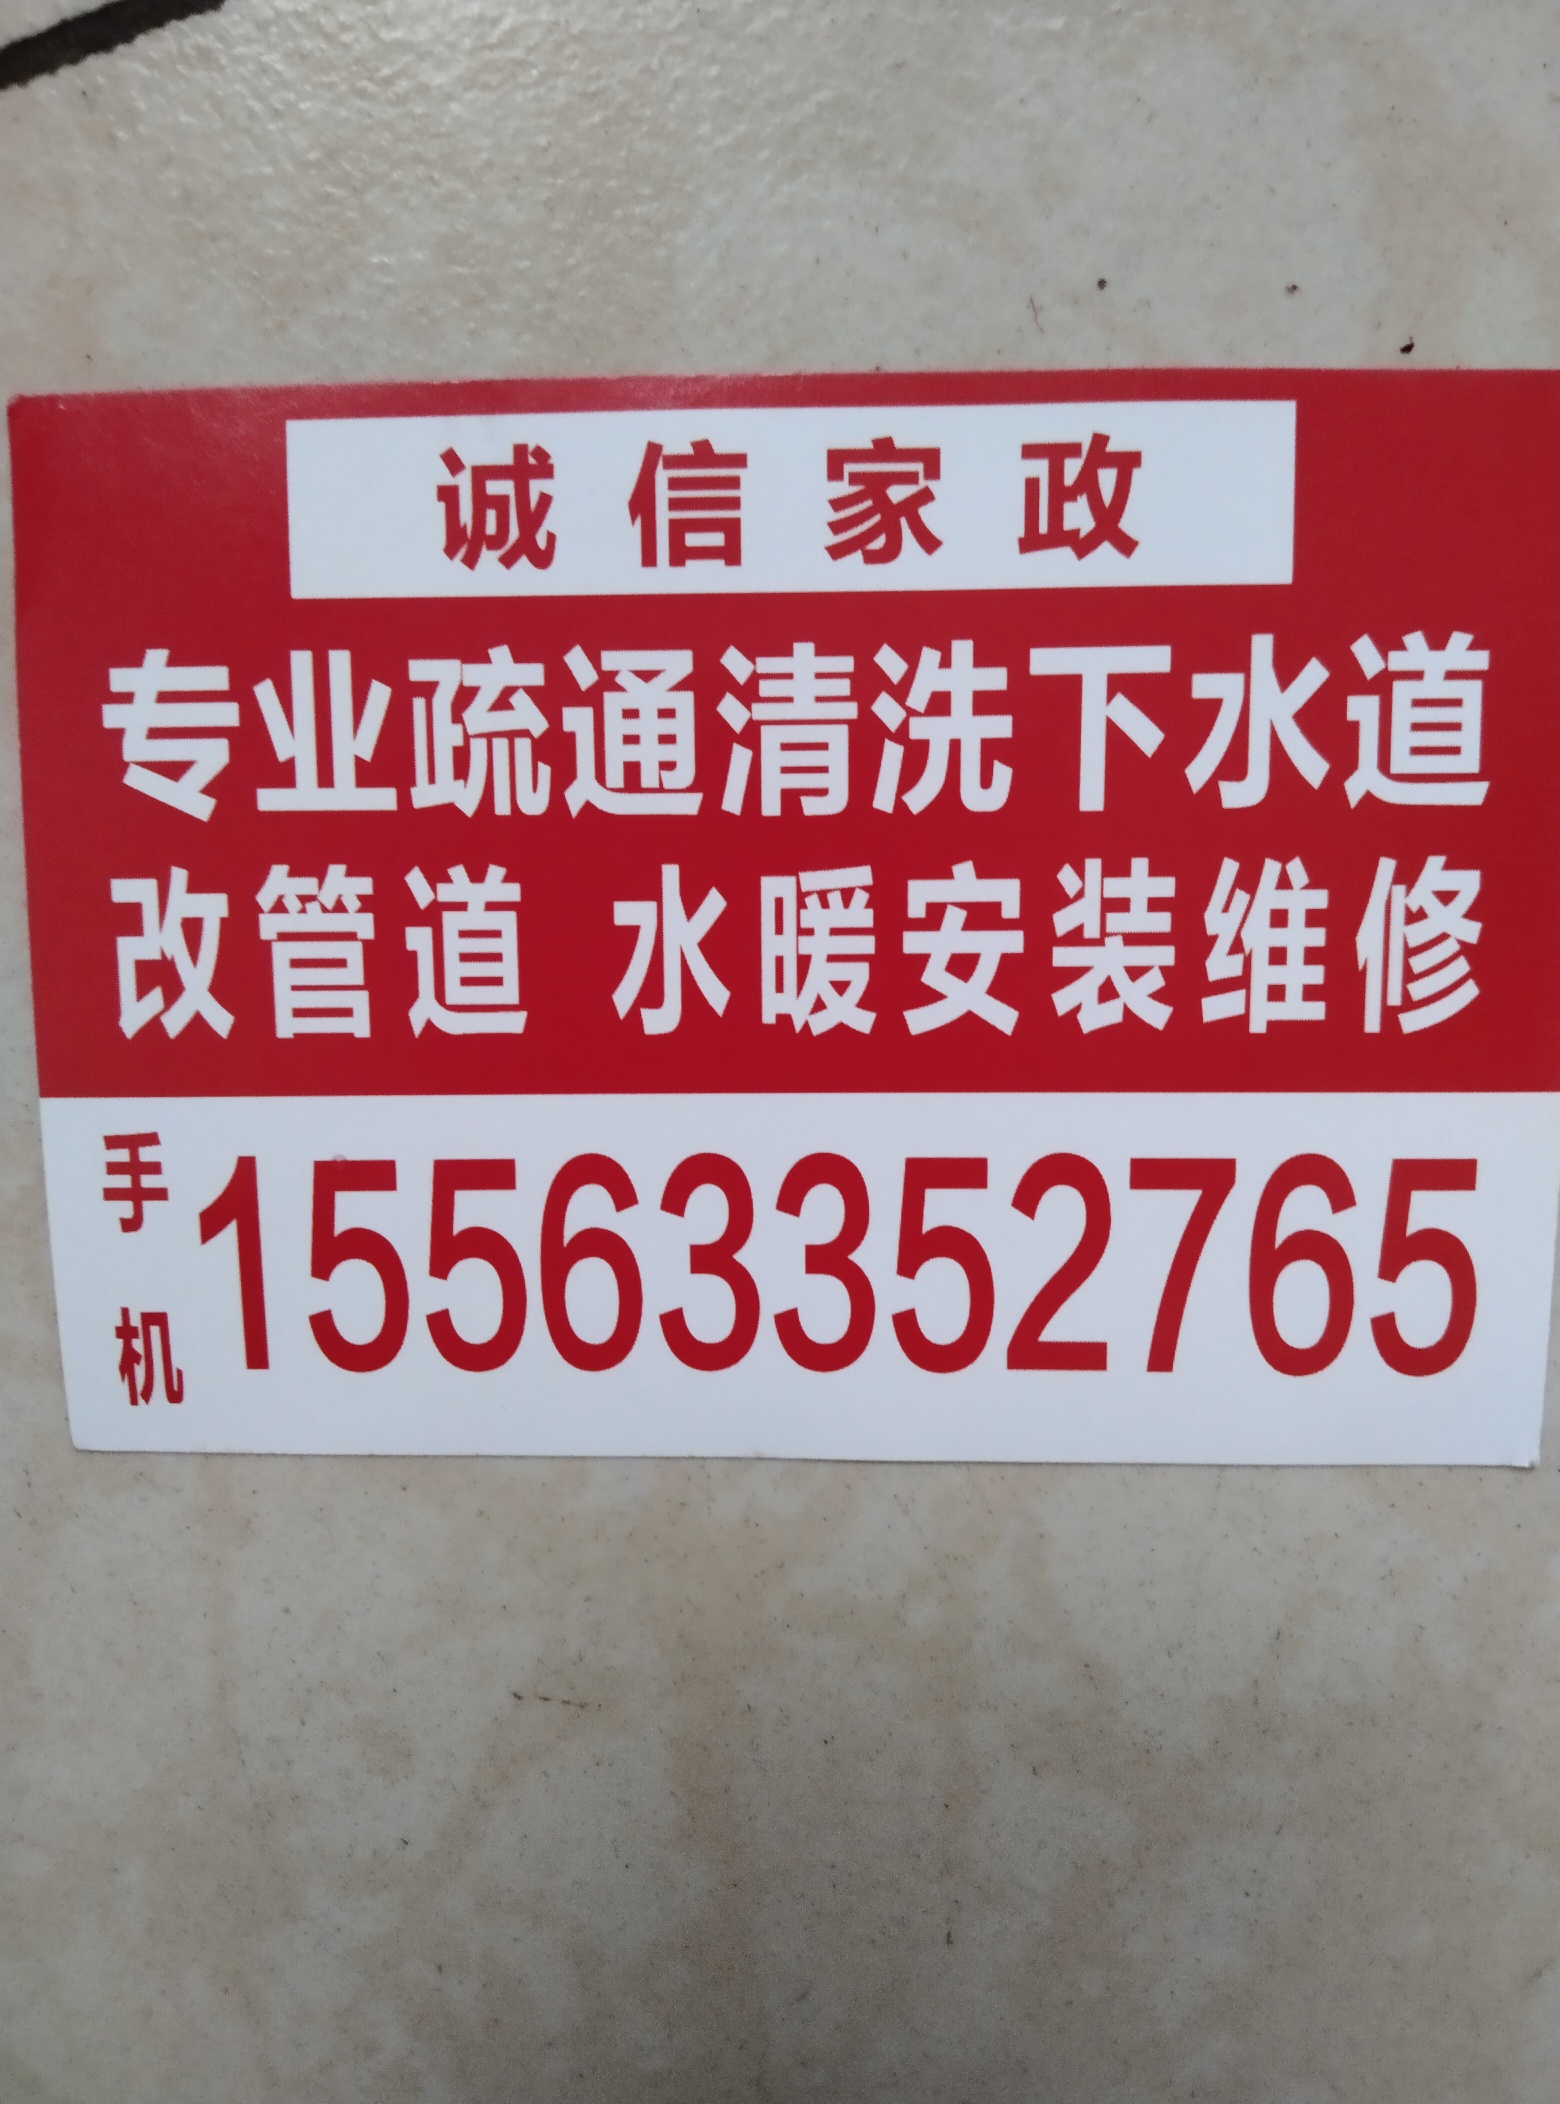 诚信家政
专业疏通清洗下水道
改管道 水暖安装维修
手机 15563352765